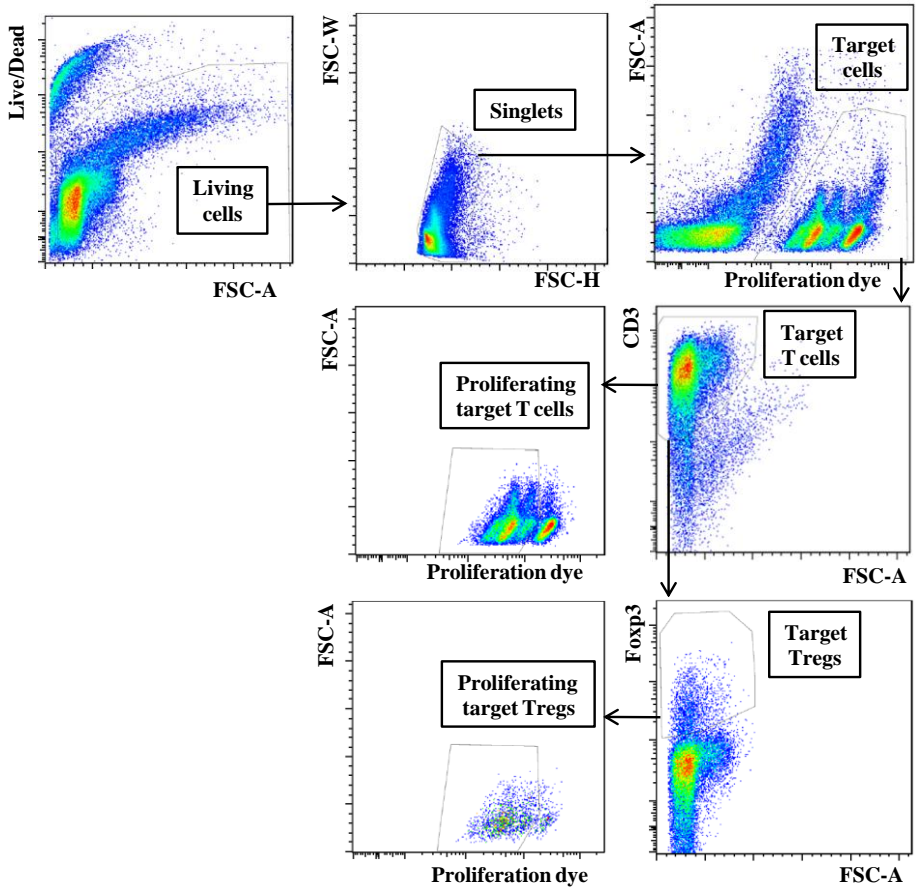 Live/Dead
Living
cells
FSC-A
FSC-W
Singlets
FSC-H
FSC-A
Target
cells
Proliferation dye
FSC-A
Proliferating
target T cells
Proliferation dye
CD3
Target
T cells
FSC-A
FSC-A
Proliferating
target Tregs
Proliferation dye
Foxp3
Target
Tregs
FSC-A